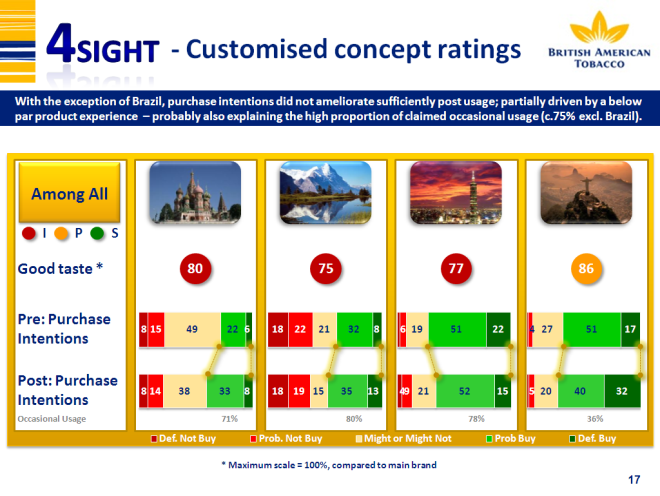 4SIGHT - Customised concept ratings
BRITISH AMERICAN
TOBACCO
With the exception of Brazil, purchase intentions did not ameliorate sufficiently post usage; partially driven by a below
par product experience – probably also explaining the high proportion of claimed occasional usage (c.75% excl. Brazil).
Among All
I P S
Good taste * 80 75 77 86
Pre: Purchase
Intentions
8 15 49 22 6 18 22 21 32 8 6 19 51 22 4 27 51 17
Post: Purchase
Intentions
8 14 38 33 8 18 19 15 35 13 4 9 21 52 15 5 20 40 32
Occasional Usage 71% 80% 78% 36%
Def. Not Buy Prob. Not Buy Might or Might Not Prob Buy Def. Buy
* Maximum scale = 100%, compared to main brand
17